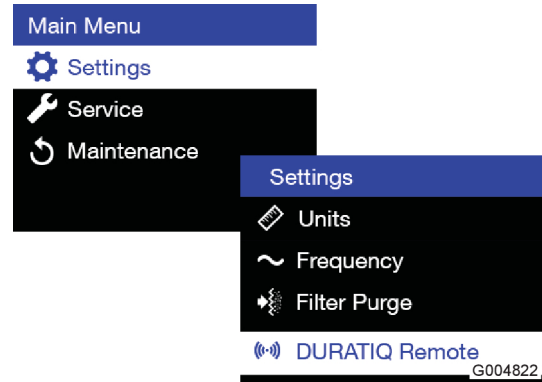 Main Menu
Settings
Service
Maintenance
Settings
Units
Frequency
Filter Purge
DURATIQ Remote
G004822